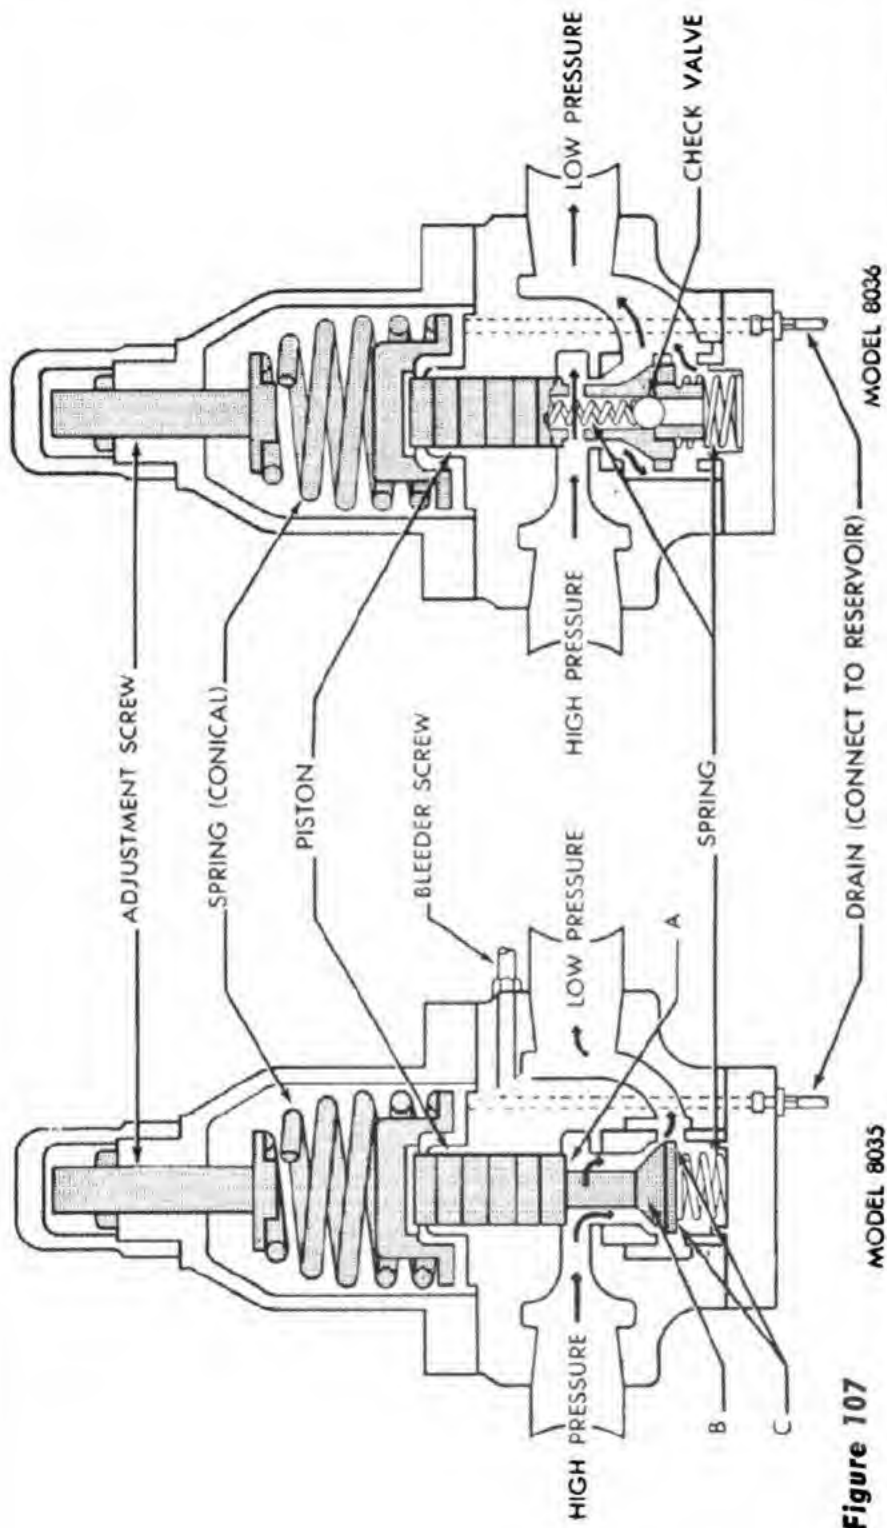 ADJUSTMENT SCREW
SPRING (CONICAL)
PISTON
BLEEDER SCREW
HIGH PRESSURE
LOW PRESSURE
HIGH PRESSURE
LOW PRESSURE
A
SPRING
CHECK VALVE
B
C
DRAIN (CONNECT TO RESERVOIR)
MODEL 8035
MODEL 8036
Figure 107